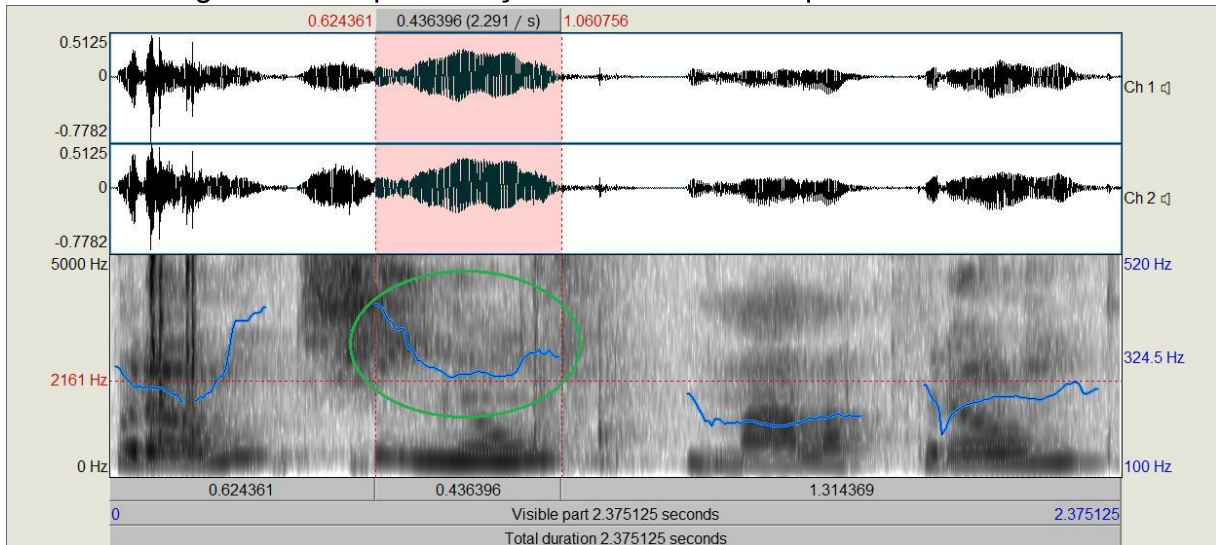 0.624361 0.436396 (2.291 / s) 1.060756
0.5125
0
-0.7782
Ch 1
0.5125
0
-0.7782
Ch 2
5000 Hz 520 Hz
324.5 Hz
2161 Hz
0 Hz 100 Hz
0.624361 0.436396 1.314369
0 Visible part 2.375125 seconds 2.375125
Total duration 2.375125 seconds